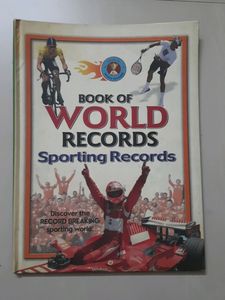 BOOK OF
WORLD
RECORDS
Sporting Records
Discover the
RECORD BREAKING
sporting world.